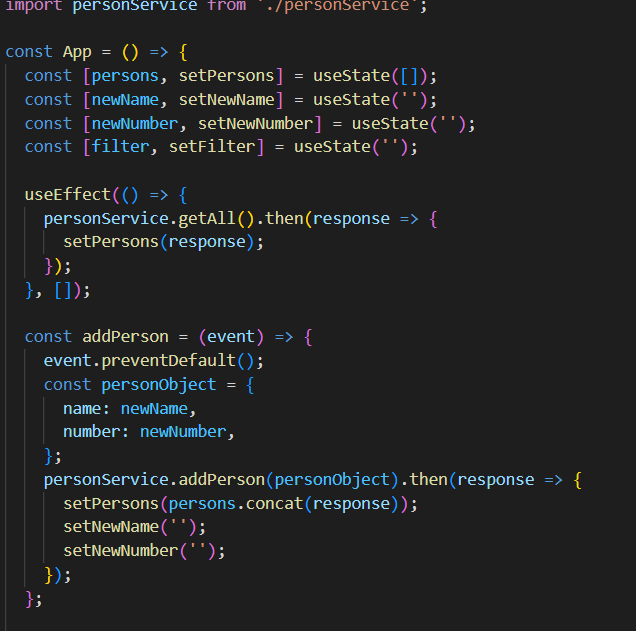 import personService from './personService';
const App = () => {
const [persons, setPersons] = useState([]);
const [newName, setNewName] = useState('');
const [newNumber, setNewNumber] = useState('');
const [filter, setFilter] = useState('');
useEffect(() => {
personService.getAll().then(response => {
setPersons(response);
});
}, []);
const addPerson = (event) => {
event.preventDefault();
const personObject = {
name: newName,
number: newNumber,
};
personService.addPerson(personObject).then(response => {
setPersons(persons.concat(response));
setNewName('');
setNewNumber('');
});
};